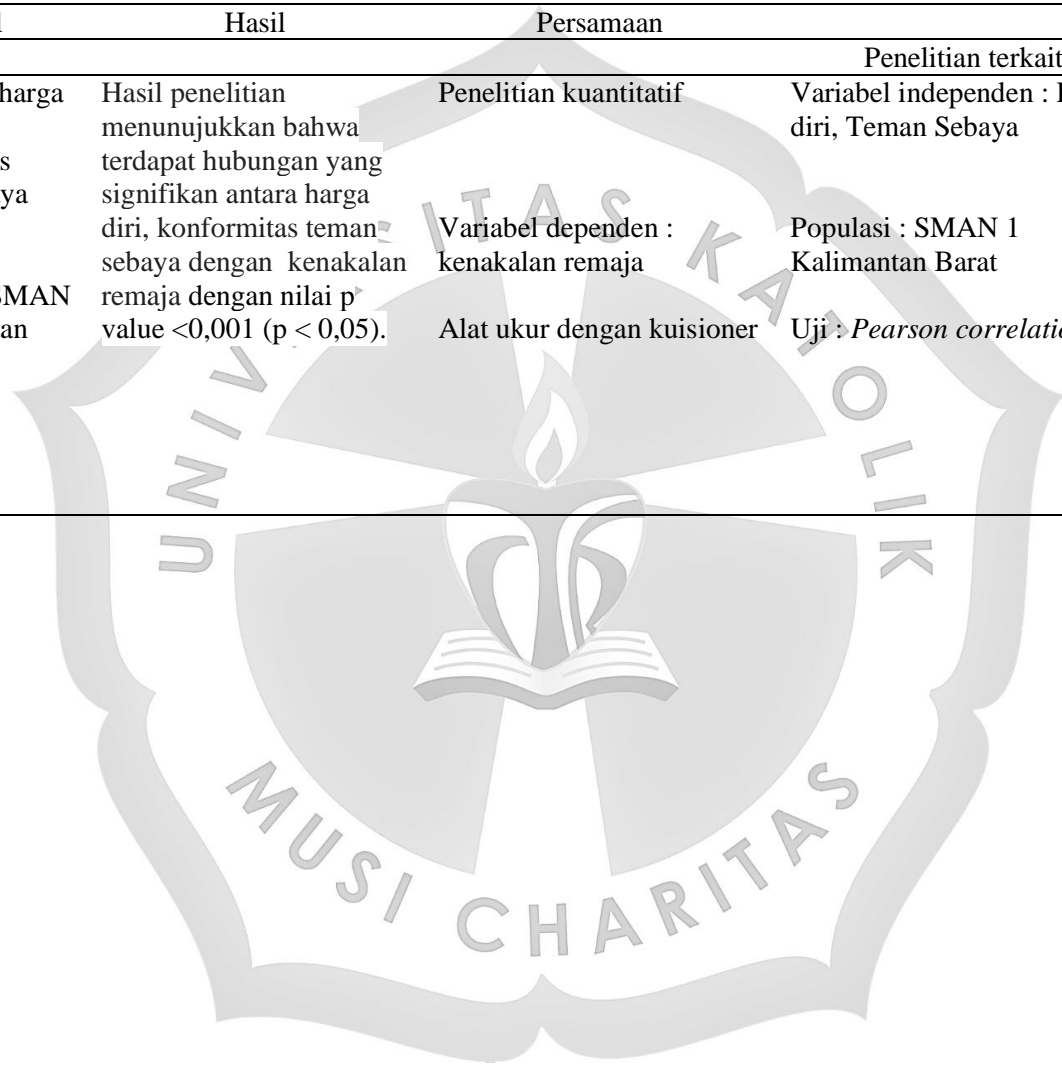 Hasil Persamaan
Penelitian terkait
harga Hasil penelitian Penelitian kuantitatif Variabel independen :
menunujukkan bahwa diri, Teman Sebaya
terdapat hubungan yang
signifikan antara harga
diri, konformitas teman Variabel dependen : Populasi : SMAN 1
sebaya dengan kenakalan kenakalan remaja Kalimantan Barat
SMAN remaja dengan nilai p
value <0,001 (p < 0,05). Alat ukur dengan kuisioner Uji : Pearson
UNIVERSITAS KATOLIK
MUSI CHARITAS